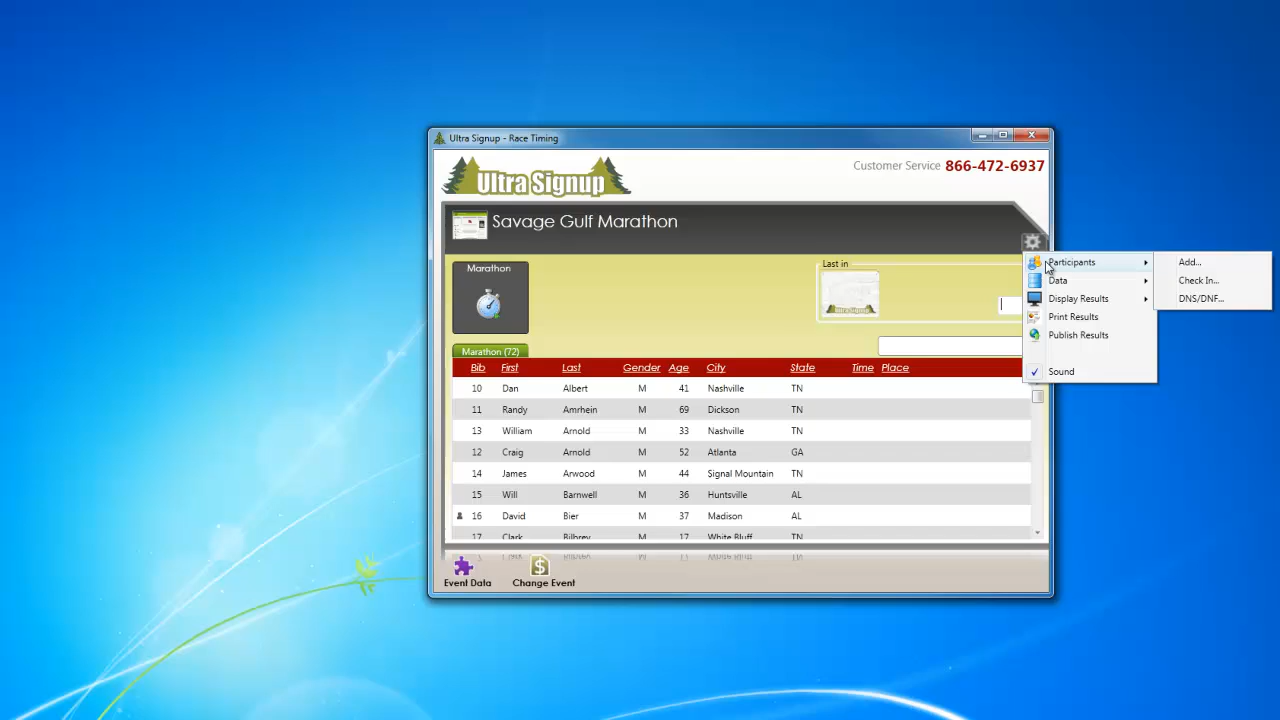 Ultra Signup - Race Timing
Ultra Signup
Customer Service 866-472-6937
Savage Gulf Marathon
Marathon
Last in
Participants
Data
Display Results
Print Results
Publish Results
Sound
Add...
Check In...
DNS/DNF...
Marathon (72)
Bib First Last Gender Age City State Time Place
10 Dan Albert M 41 Nashville TN
11 Randy Amrhein M 69 Dickson TN
13 William Arnold M 33 Nashville TN
12 Craig Arnold M 52 Atlanta GA
14 James Arwood M 44 Signal Mountain TN
15 Will Barnwell M 36 Huntsville AL
16 David Bier M 37 Madison AL
17 Clark Bilbrey M 17 White Bluff TN
Event Data Change Event